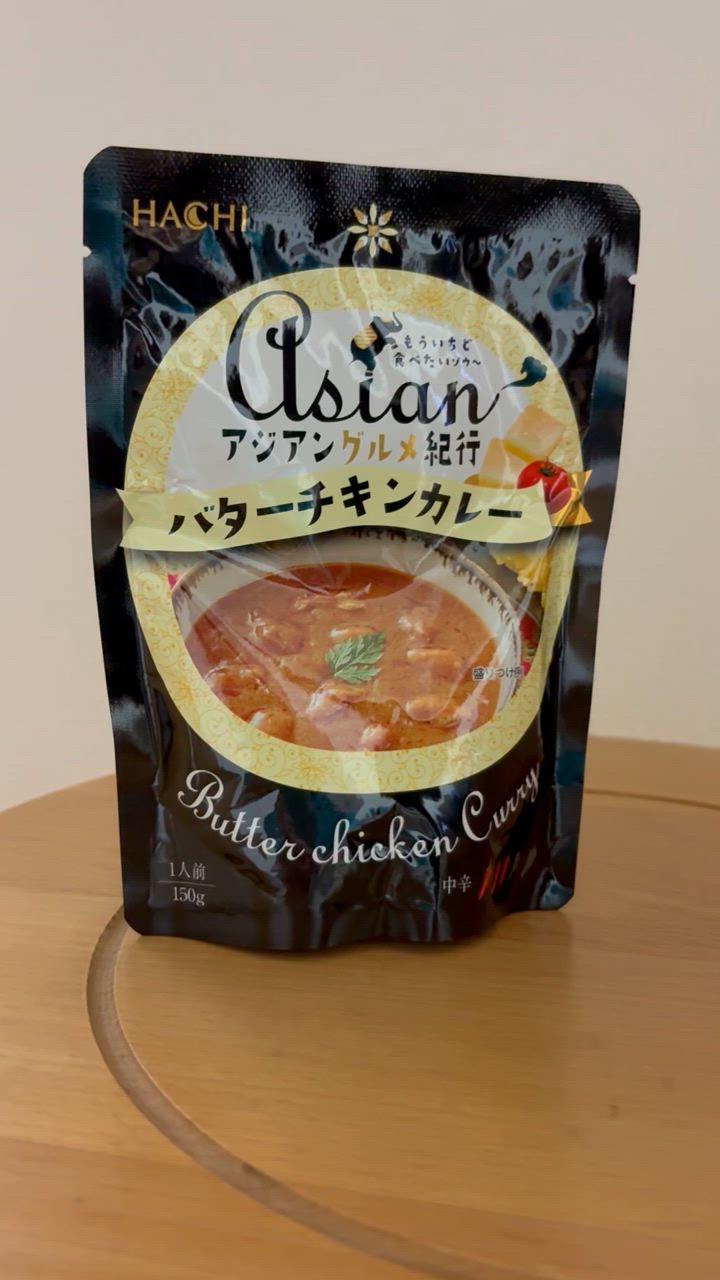 HACHI
もういちど
食べたいゾウ〜
Asian
アジアングルメ紀行
バターチキンカレー
盛りつけ例
Butter chicken Curry
1人前
150g
中辛